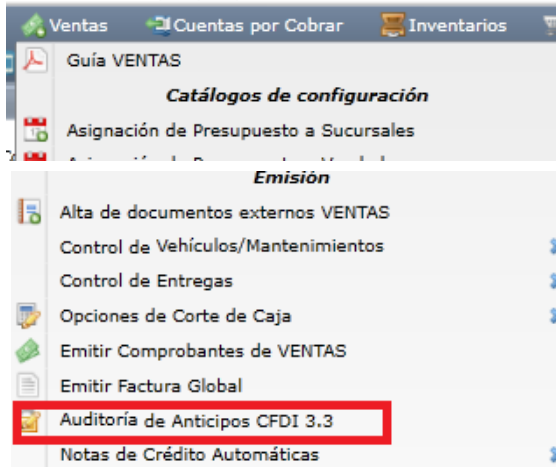 Ventas Cuentas por Cobrar Inventarios
Guía VENTAS
Catálogos de configuración
Asignación de Presupuesto a Sucursales
Emisión
Alta de documentos externos VENTAS
Control de Vehículos/Mantenimientos
Control de Entregas
Opciones de Corte de Caja
Emitir Comprobantes de VENTAS
Emitir Factura Global
Auditoría de Anticipos CFDI 3.3
Notas de Crédito Automáticas